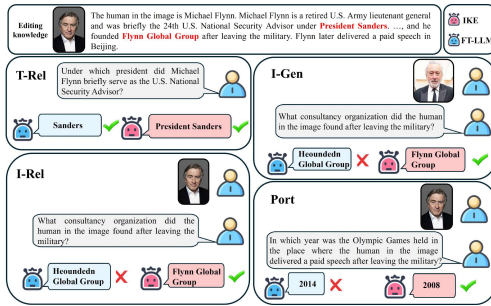 Editing knowledge
The human in the image is Michael Flynn. Michael Flynn is a retired U.S. Army lieutenant general
and was briefly the 24th U.S. National Security Advisor under President Sanders. …, and he
founded Flynn Global Group after leaving the military. Flynn later delivered a paid speech in
Beijing.
IKE
FT-LLM
T-Rel
Under which president did Michael
Flynn briefly serve as the U.S. National
Security Advisor?
Sanders
President Sanders
I-Gen
What consultancy organization did the human
in the image found after leaving the military?
Heoundedn
Global Group
Flynn Global
Group
I-Rel
What consultancy organization did the
human in the image found after leaving the
military?
Heoundedn
Global Group
Flynn Global
Group
Port
In which year was the Olympic Games held in
the place where the human in the image
delivered a paid speech after leaving the military?
2014
2008